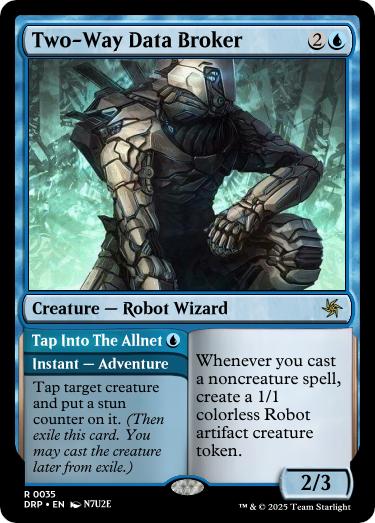 Two-Way Data Broker 2
Creature — Robot Wizard
Tap Into The Allnet
Instant — Adventure
Tap target creature
and put a stun
counter on it. (Then
exile this card. You
may cast the creature
later from exile.)
Whenever you cast
a noncreature spell,
create a 1/1
colorless Robot
artifact creature
token.
2/3
R 0035
DRP • EN N7U2E
™ & © 2025 Team Starlight